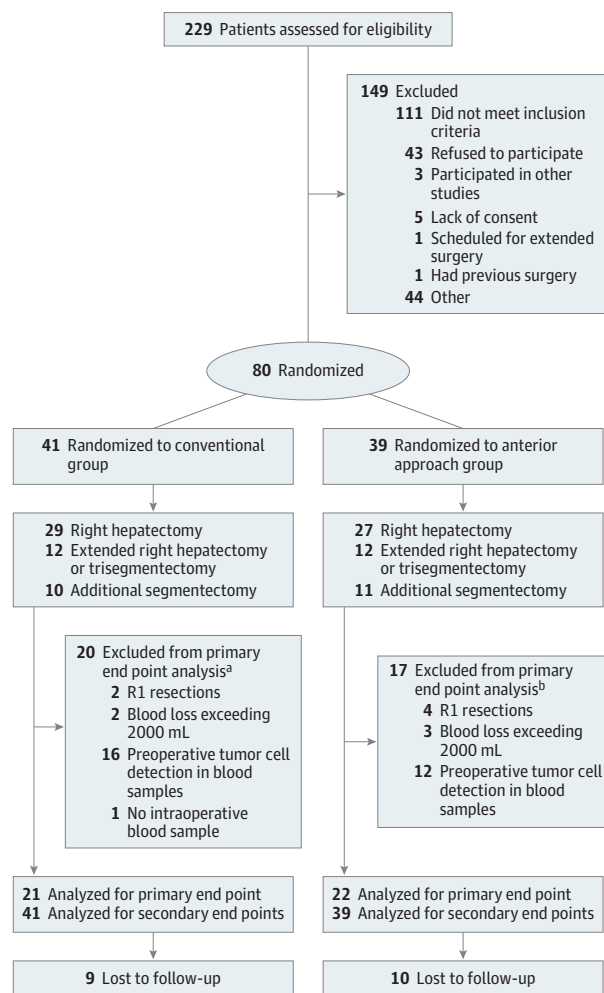 229 Patients assessed for eligibility
149 Excluded
111 Did not meet inclusion
criteria
43 Refused to participate
3 Participated in other
studies
5 Lack of consent
1 Scheduled for extended
surgery
1 Had previous surgery
44 Other
80 Randomized
41 Randomized to conventional
group
39 Randomized to anterior
approach group
29 Right hepatectomy
12 Extended right hepatectomy
or trisegmentectomy
10 Additional segmentectomy
27 Right hepatectomy
12 Extended right hepatectomy
or trisegmentectomy
11 Additional segmentectomy
20 Excluded from primary
end point analysisa
2 R1 resections
2 Blood loss exceeding
2000 mL
16 Preoperative tumor cell
detection in blood
samples
1 No intraoperative
blood sample
17 Excluded from primary
end point analysisb
4 R1 resections
3 Blood loss exceeding
2000 mL
12 Preoperative tumor cell
detection in blood
samples
21 Analyzed for primary end point
41 Analyzed for secondary end points
22 Analyzed for primary end point
39 Analyzed for secondary end points
9 Lost to follow-up
10 Lost to follow-up